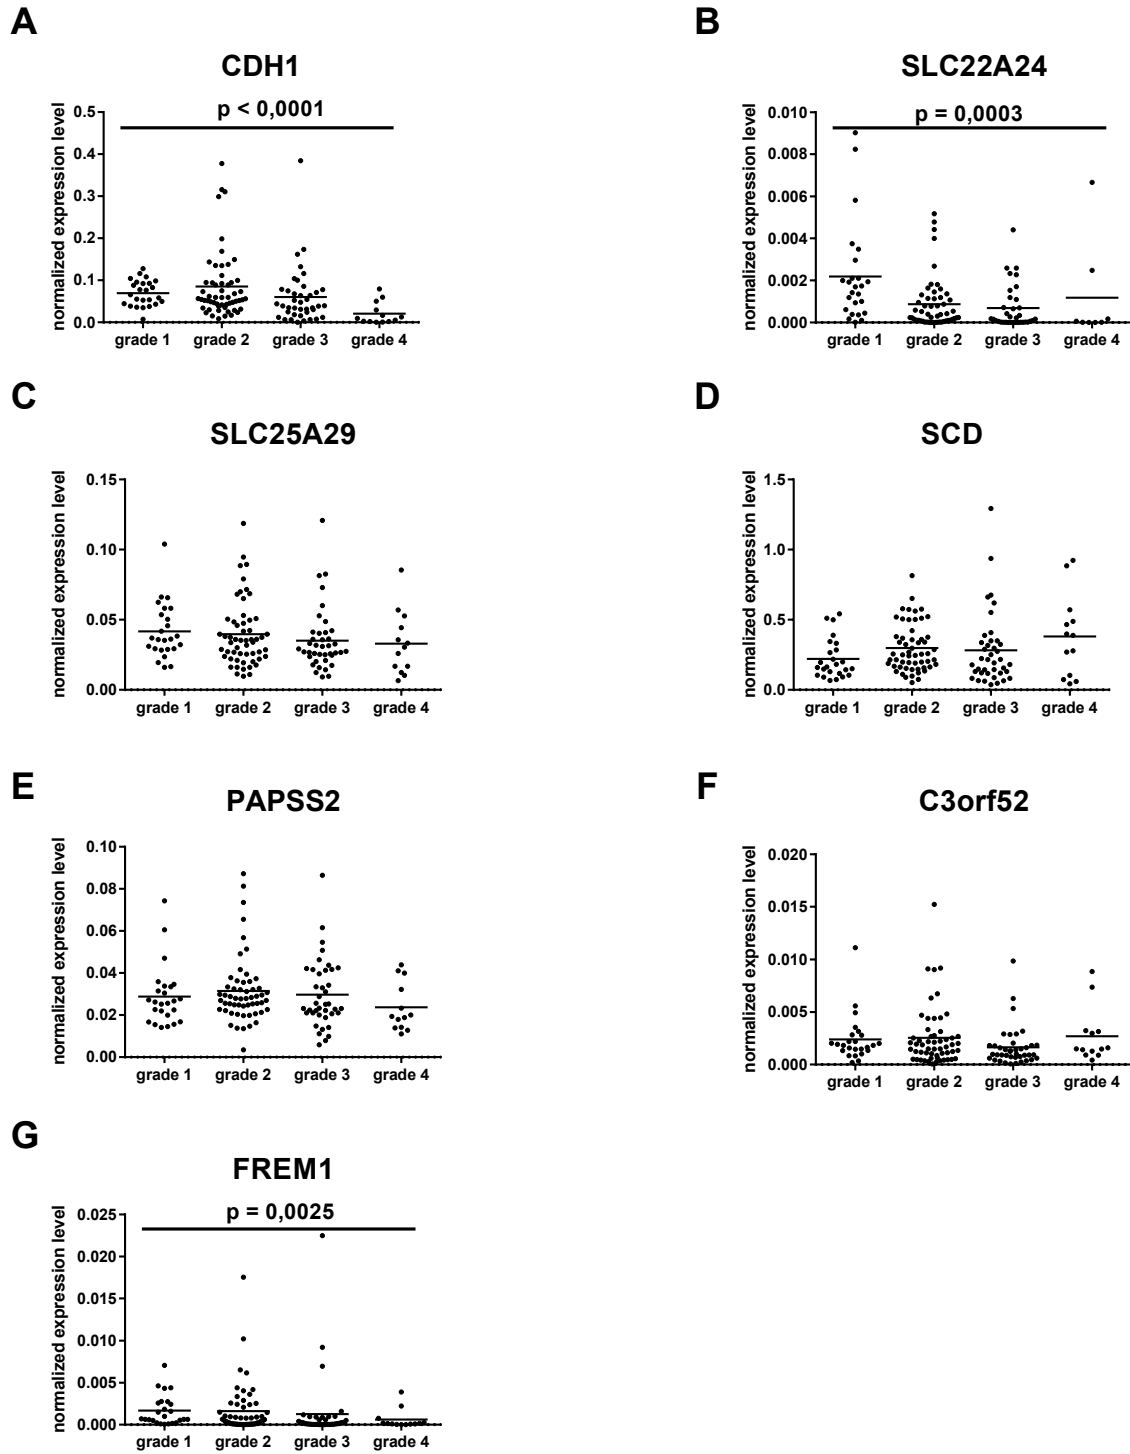 A
CDH1
p < 0,0001
normalized expression level
0.5
0.4
0.3
0.2
0.1
0.0
grade 1 grade 2 grade 3 grade 4
B
SLC22A24
p = 0,0003
normalized expression level
0.010
0.008
0.006
0.004
0.002
0.000
grade 1 grade 2 grade 3 grade 4
C
SLC25A29
normalized expression level
0.15
0.10
0.05
0.00
grade 1 grade 2 grade 3 grade 4
D
SCD
normalized expression level
1.5
1.0
0.5
0.0
grade 1 grade 2 grade 3 grade 4
E
PAPSS2
normalized expression level
0.10
0.08
0.06
0.04
0.02
0.00
grade 1 grade 2 grade 3 grade 4
F
C3orf52
normalized expression level
0.020
0.015
0.010
0.005
0.000
grade 1 grade 2 grade 3 grade 4
G
FREM1
p = 0,0025
normalized expression level
0.025
0.020
0.015
0.010
0.005
0.000
grade 1 grade 2 grade 3 grade 4